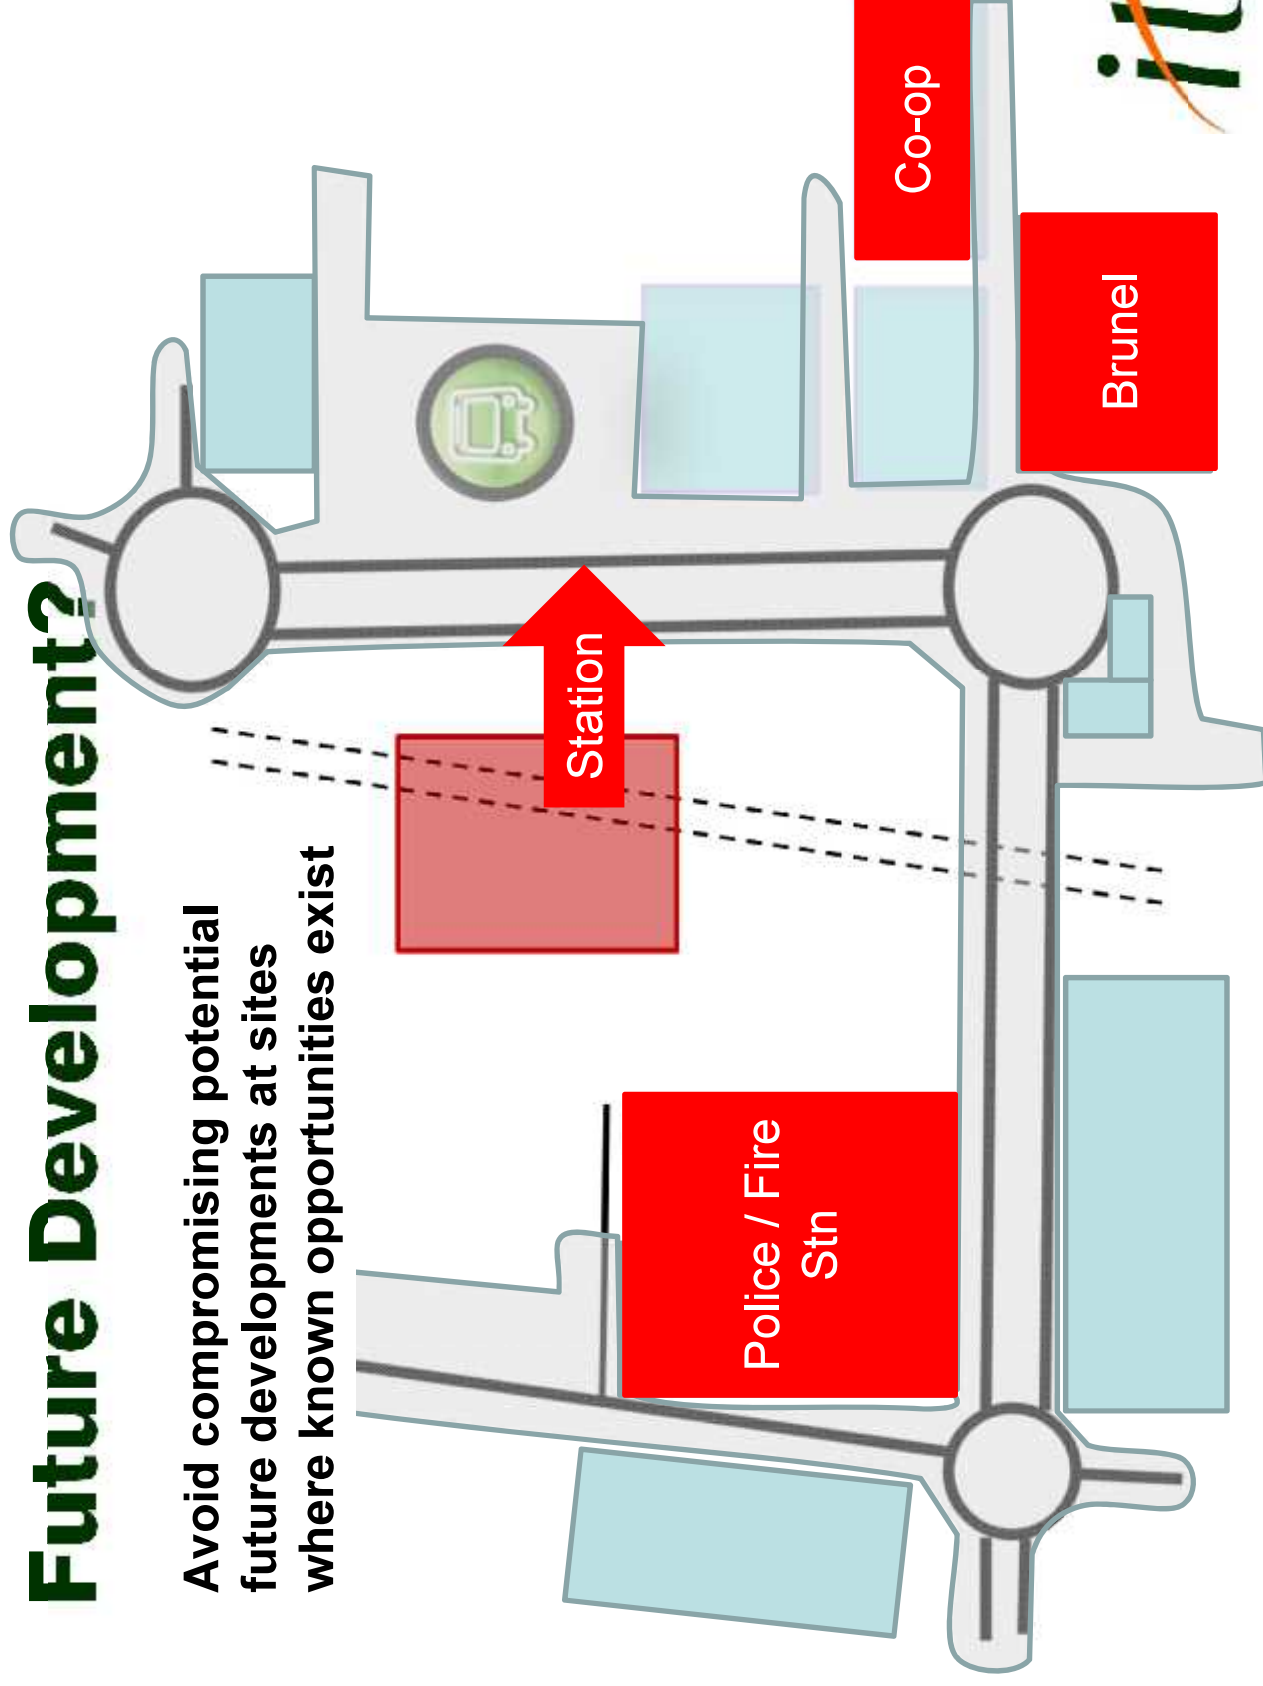 Future Development?
Avoid compromising potential
future developments at sites
where known opportunities exist
Station
Police / Fire
Stn
Co-op
Brunel